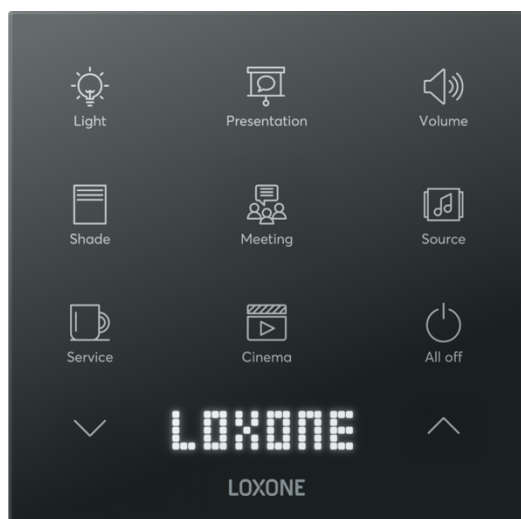 Light Presentation Volume
Shade Meeting Source
Service Cinema All off
LOXONE
LOXONE